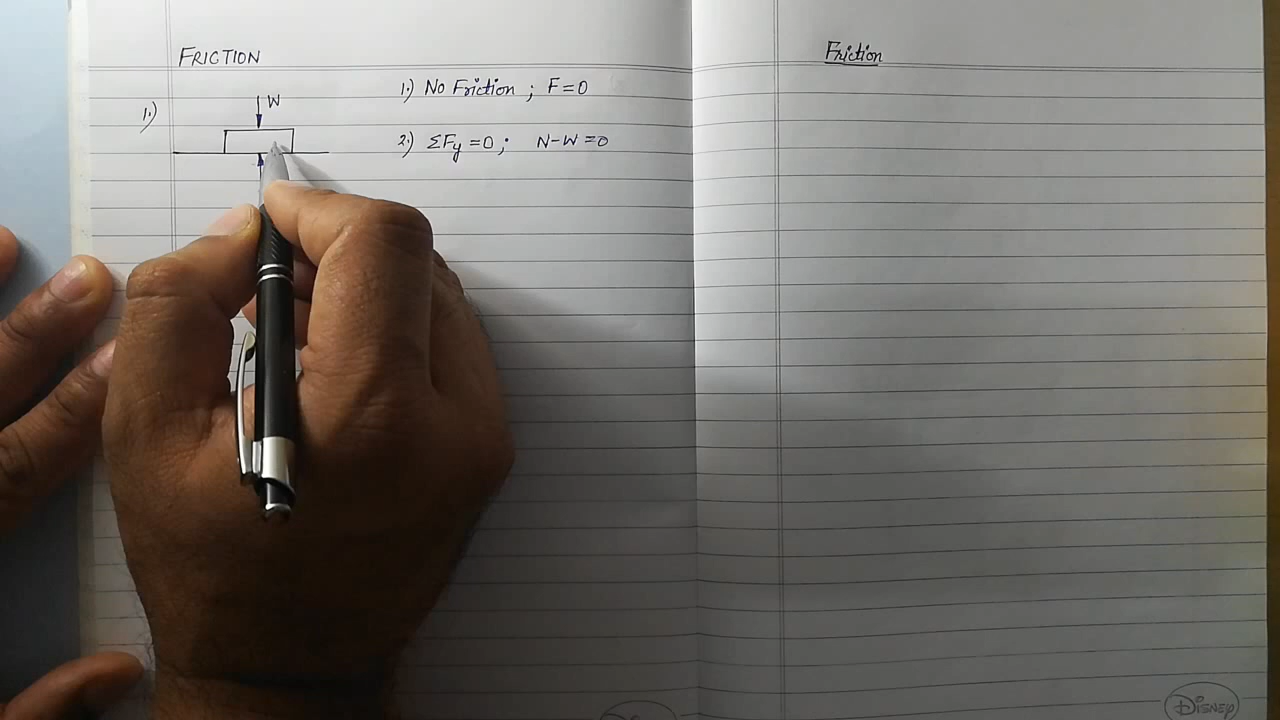 FRICTION
1.)
W
1.) No Friction ; F=0
2.) ΣFy =0 ; N-W=0
Friction
DISNEY